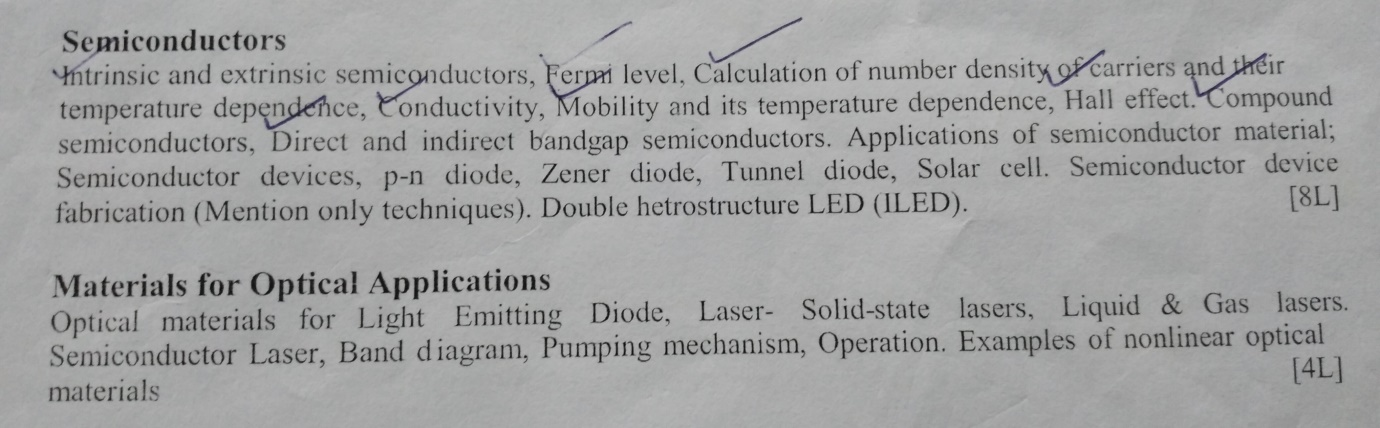 Semiconductors
Intrinsic and extrinsic semiconductors, Fermi level, Calculation of number density of carriers and their
temperature dependence, Conductivity, Mobility and its temperature dependence, Hall effect. Compound
semiconductors, Direct and indirect bandgap semiconductors. Applications of semiconductor material;
Semiconductor devices, p-n diode, Zener diode, Tunnel diode, Solar cell. Semiconductor device
fabrication (Mention only techniques). Double hetrostructure LED (ILED). [8L]
Materials for Optical Applications
Optical materials for Light Emitting Diode, Laser- Solid-state lasers, Liquid & Gas lasers.
Semiconductor Laser, Band diagram, Pumping mechanism, Operation. Examples of nonlinear optical
materials [4L]